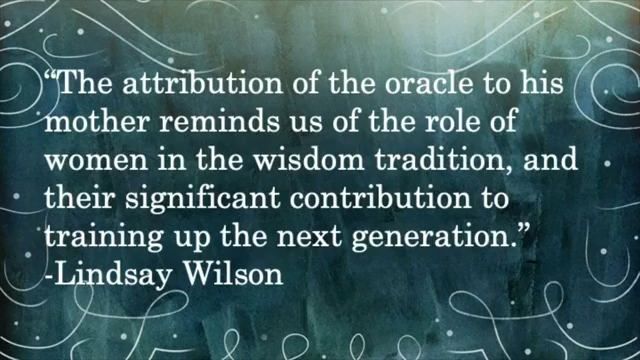 “The attribution of the oracle to his
mother reminds us of the role of
women in the wisdom tradition, and
their significant contribution to
training up the next generation.”
-Lindsay Wilson